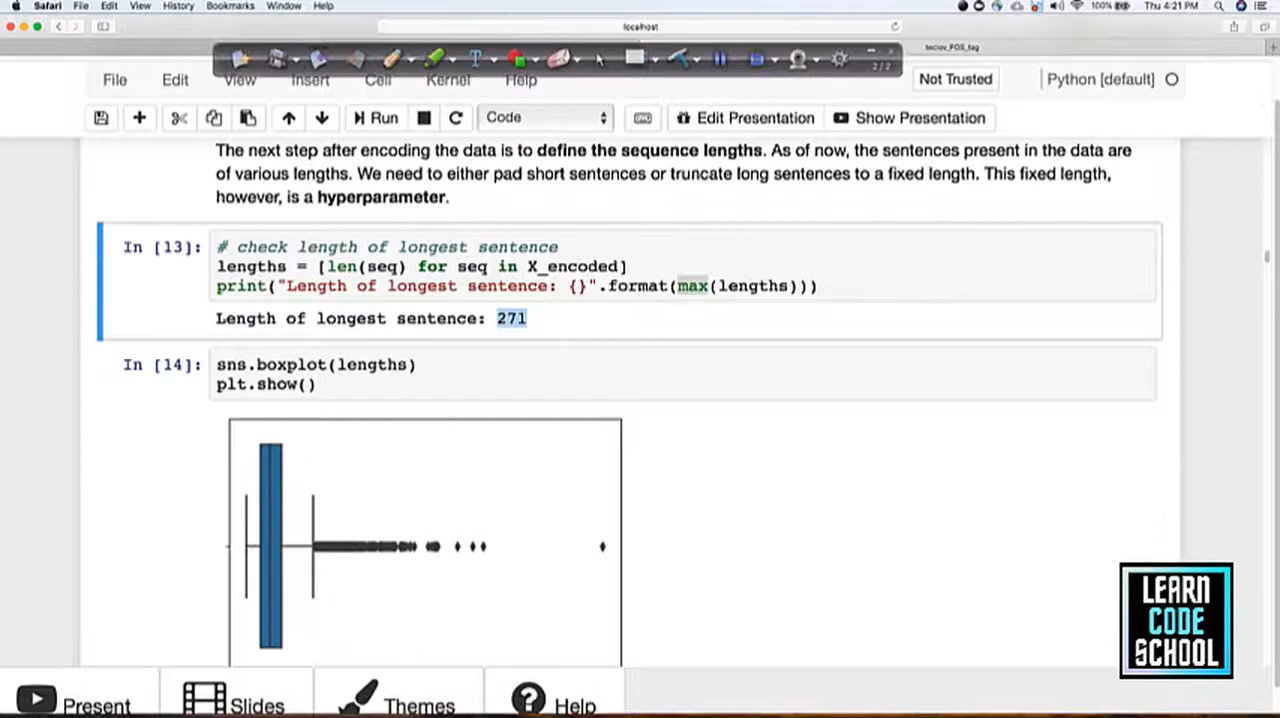 Safari File Edit View History Bookmarks Window Help 100% Thu 4:21 PM
localhost
2/2
File Edit View Insert Cell Kernel Help Not Trusted Python [default]
Run Code Edit Presentation Show Presentation
The next step after encoding the data is to define the sequence lengths. As of now, the sentences present in the data are
of various lengths. We need to either pad short sentences or truncate long sentences to a fixed length. This fixed length,
however, is a hyperparameter.
In [13]: # check length of longest sentence
lengths = [len(seq) for seq in X_encoded]
print("Length of longest sentence: {}".format(max(lengths)))
Length of longest sentence: 271
In [14]: sns.boxplot(lengths)
plt.show()
LEARN
CODE
SCHOOL
Present Slides Themes Help